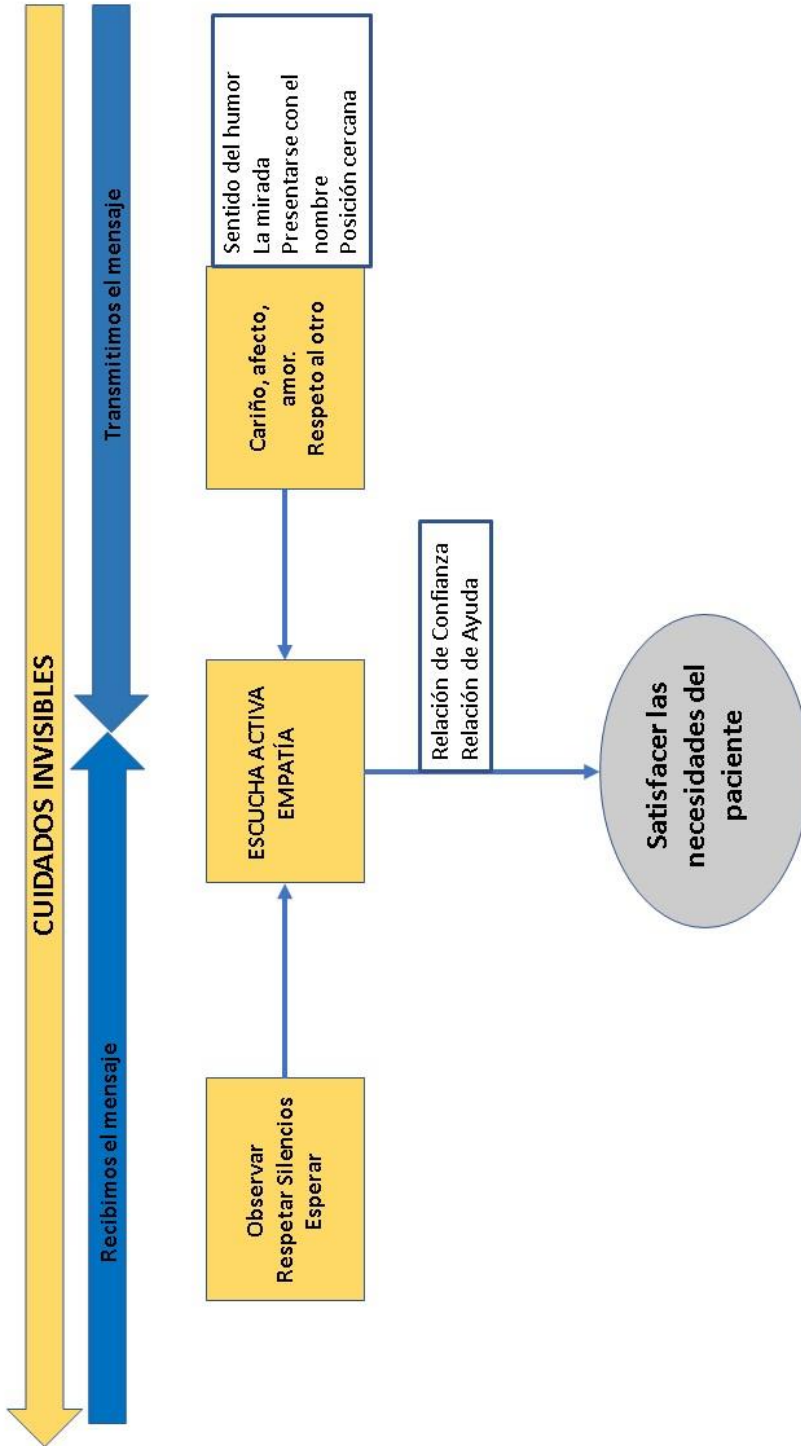 CUIDADOS INVISIBLES
Recibimos el mensaje
Transmitimos el mensaje
Observar
Respetar Silencios
Esperar
ESCUCHA ACTIVA
EMPATÍA
Cariño, afecto,
amor.
Respeto al otro
Sentido del humor
La mirada
Presentarse con el
nombre
Posición cercana
Relación de Confianza
Relación de Ayuda
Satisfacer las
necesidades del
paciente